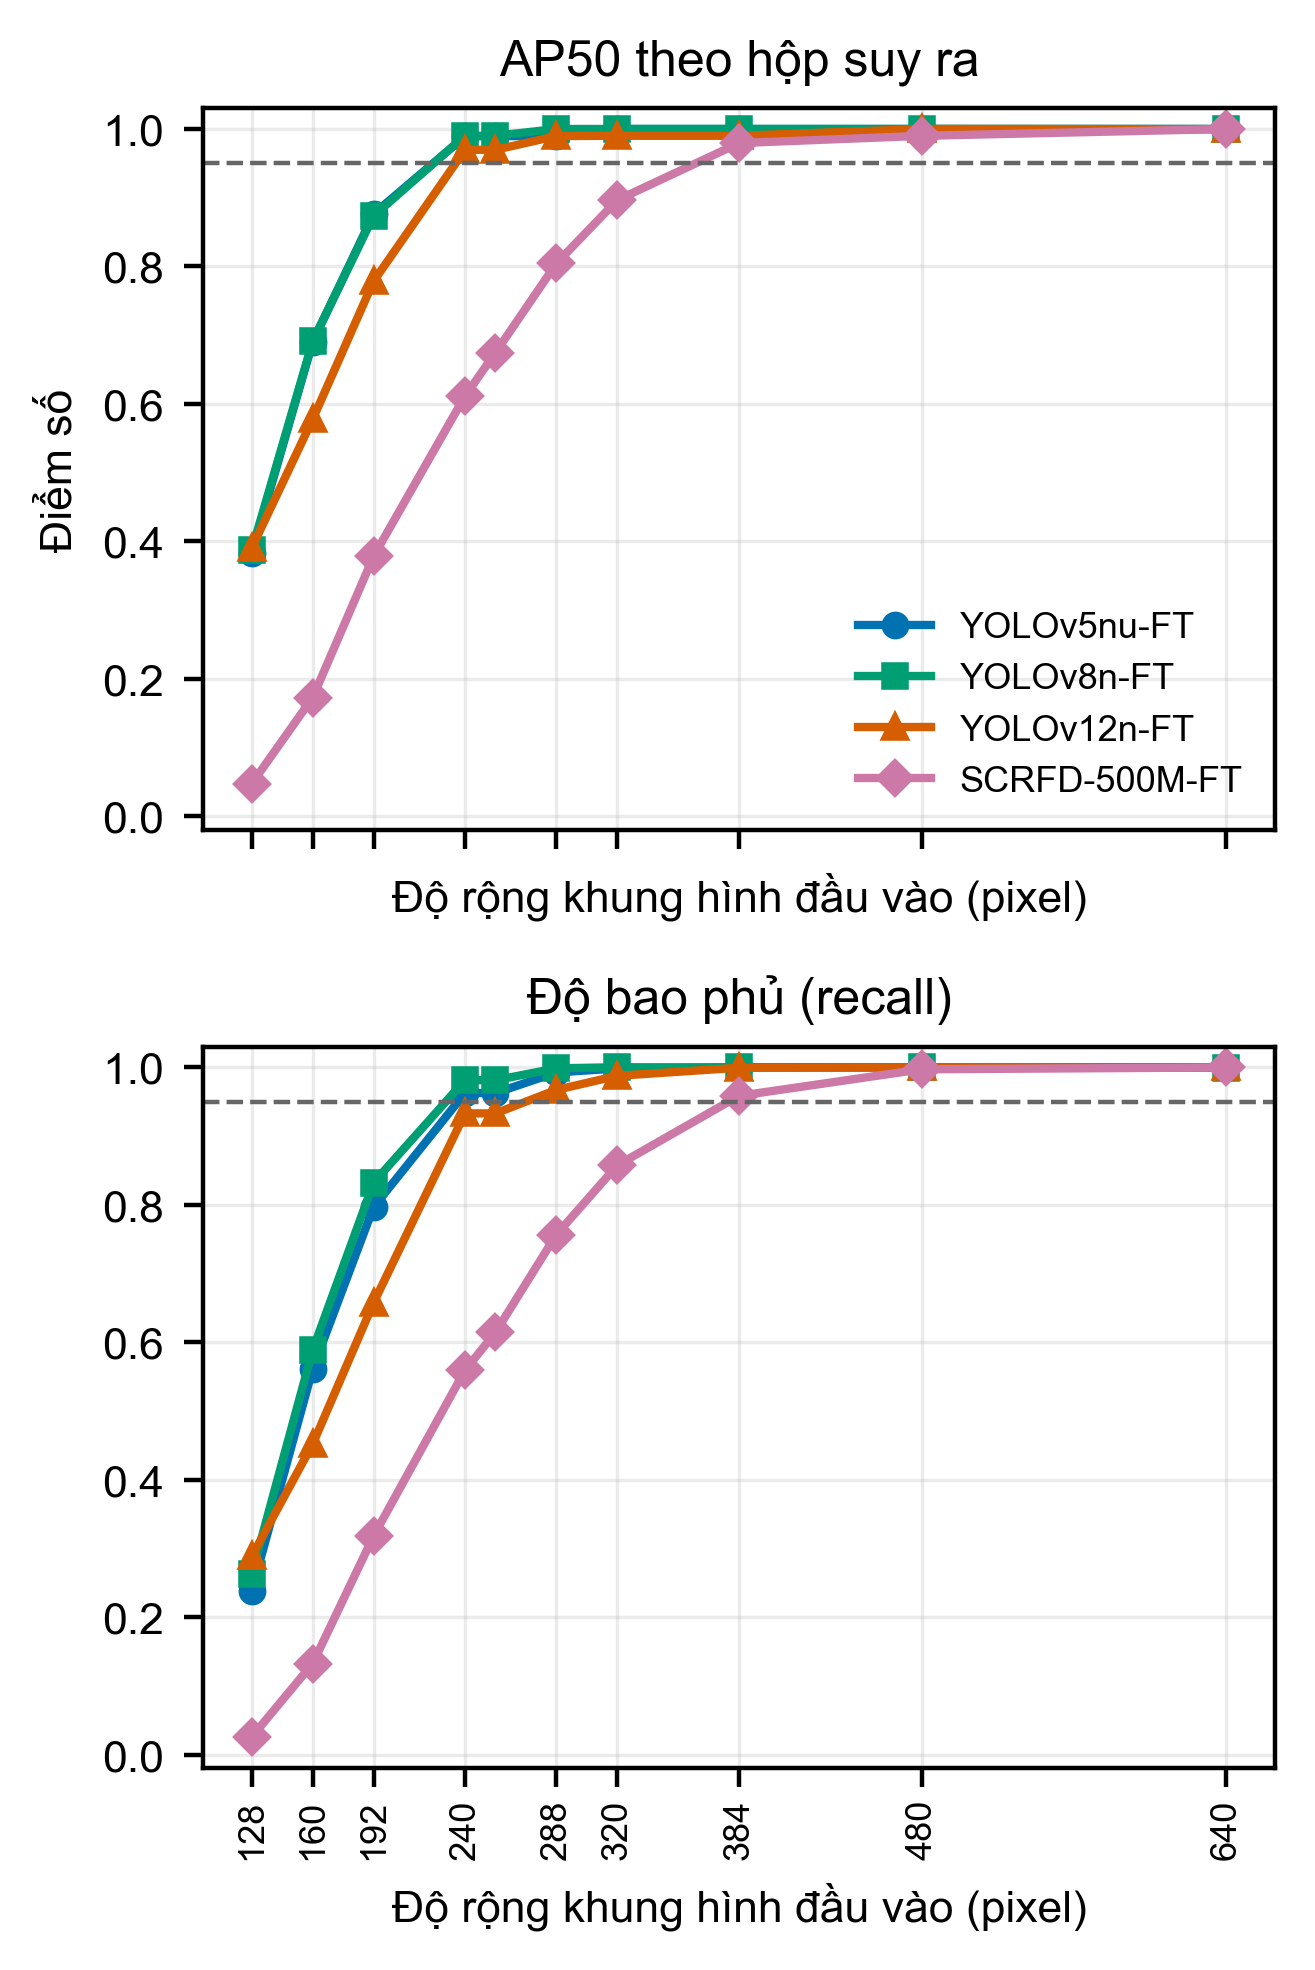 AP50 theo hộp suy ra
1.0
0.8
0.6
0.4
0.2
0.0
Điểm số
YOLOv5nu-FT
YOLOv8n-FT
YOLOv12n-FT
SCRFD-500M-FT
Độ rộng khung hình đầu vào (pixel)
Độ bao phủ (recall)
1.0
0.8
0.6
0.4
0.2
0.0
128 160 192 240 288 320 384 480 640
Độ rộng khung hình đầu vào (pixel)